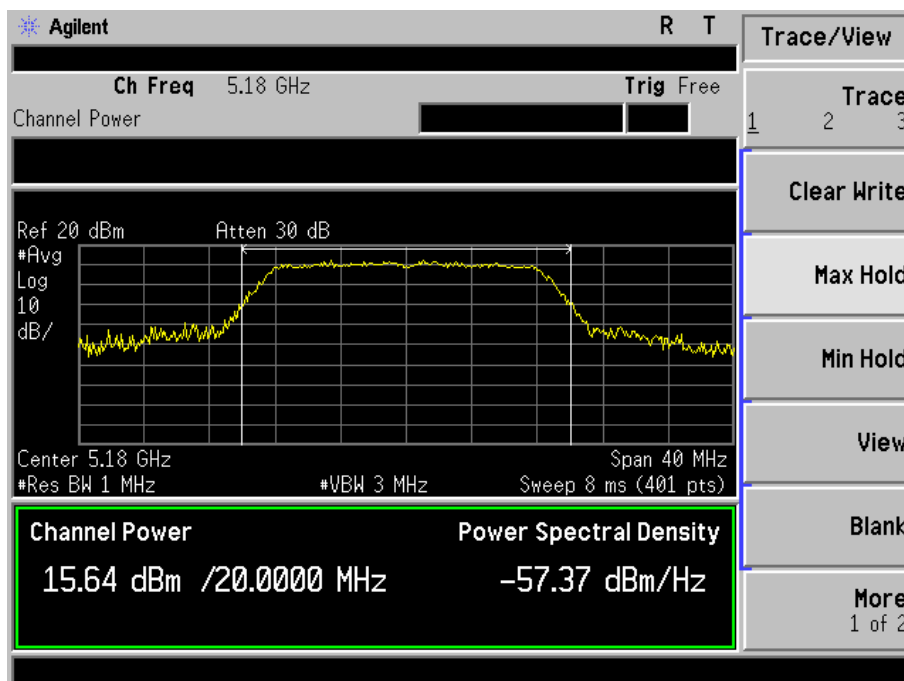 Agilent R T
Ch Freq 5.18 GHz Trig Free
Channel Power
Ref 20 dBm Atten 30 dB
#Avg
Log
10
dB/
Center 5.18 GHz Span 40 MHz
#Res BW 1 MHz #VBW 3 MHz Sweep 8 ms (401 pts)
Channel Power Power Spectral Density
15.64 dBm /20.0000 MHz -57.37 dBm/Hz
Trace/View
Trace
1 2 3
Clear Write
Max Hold
Min Hold
View
Blank
More
1 of 2